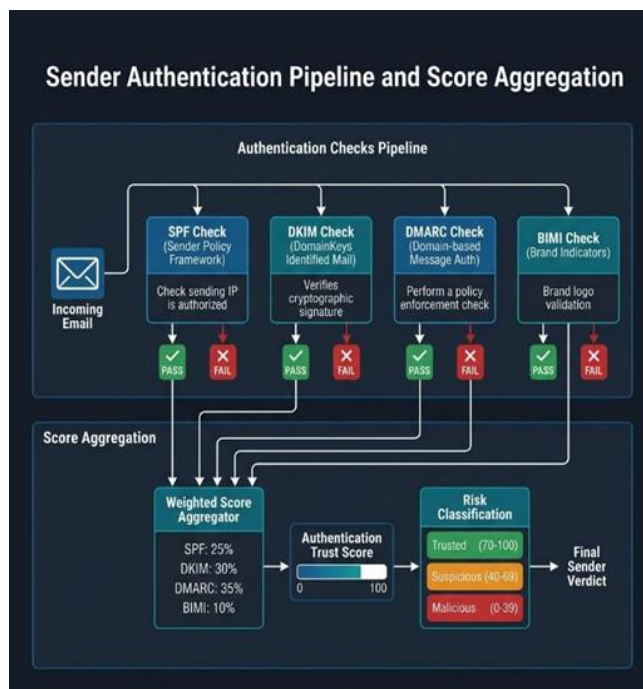 Sender Authentication Pipeline and Score Aggregation
Authentication Checks Pipeline
Incoming
Email
SPF Check
(Sender Policy
Framework)
Check sending IP
is authorized
PASS
FAIL
DKIM Check
(DomainKeys
Identified Mail)
Verifies
cryptographic
signature
PASS
FAIL
DMARC Check
(Domain-based
Message Auth)
Perform a policy
enforcement check
PASS
FAIL
BIMI Check
(Brand Indicators)
Brand logo
validation
PASS
FAIL
Score Aggregation
Weighted Score
Aggregator
SPF: 25%
DKIM: 30%
DMARC: 35%
BIMI: 10%
Authentication
Trust Score
0 100
Risk
Classification
Trusted (70-100)
Suspicious (40-69)
Malicious (0-39)
Final
Sender
Verdict